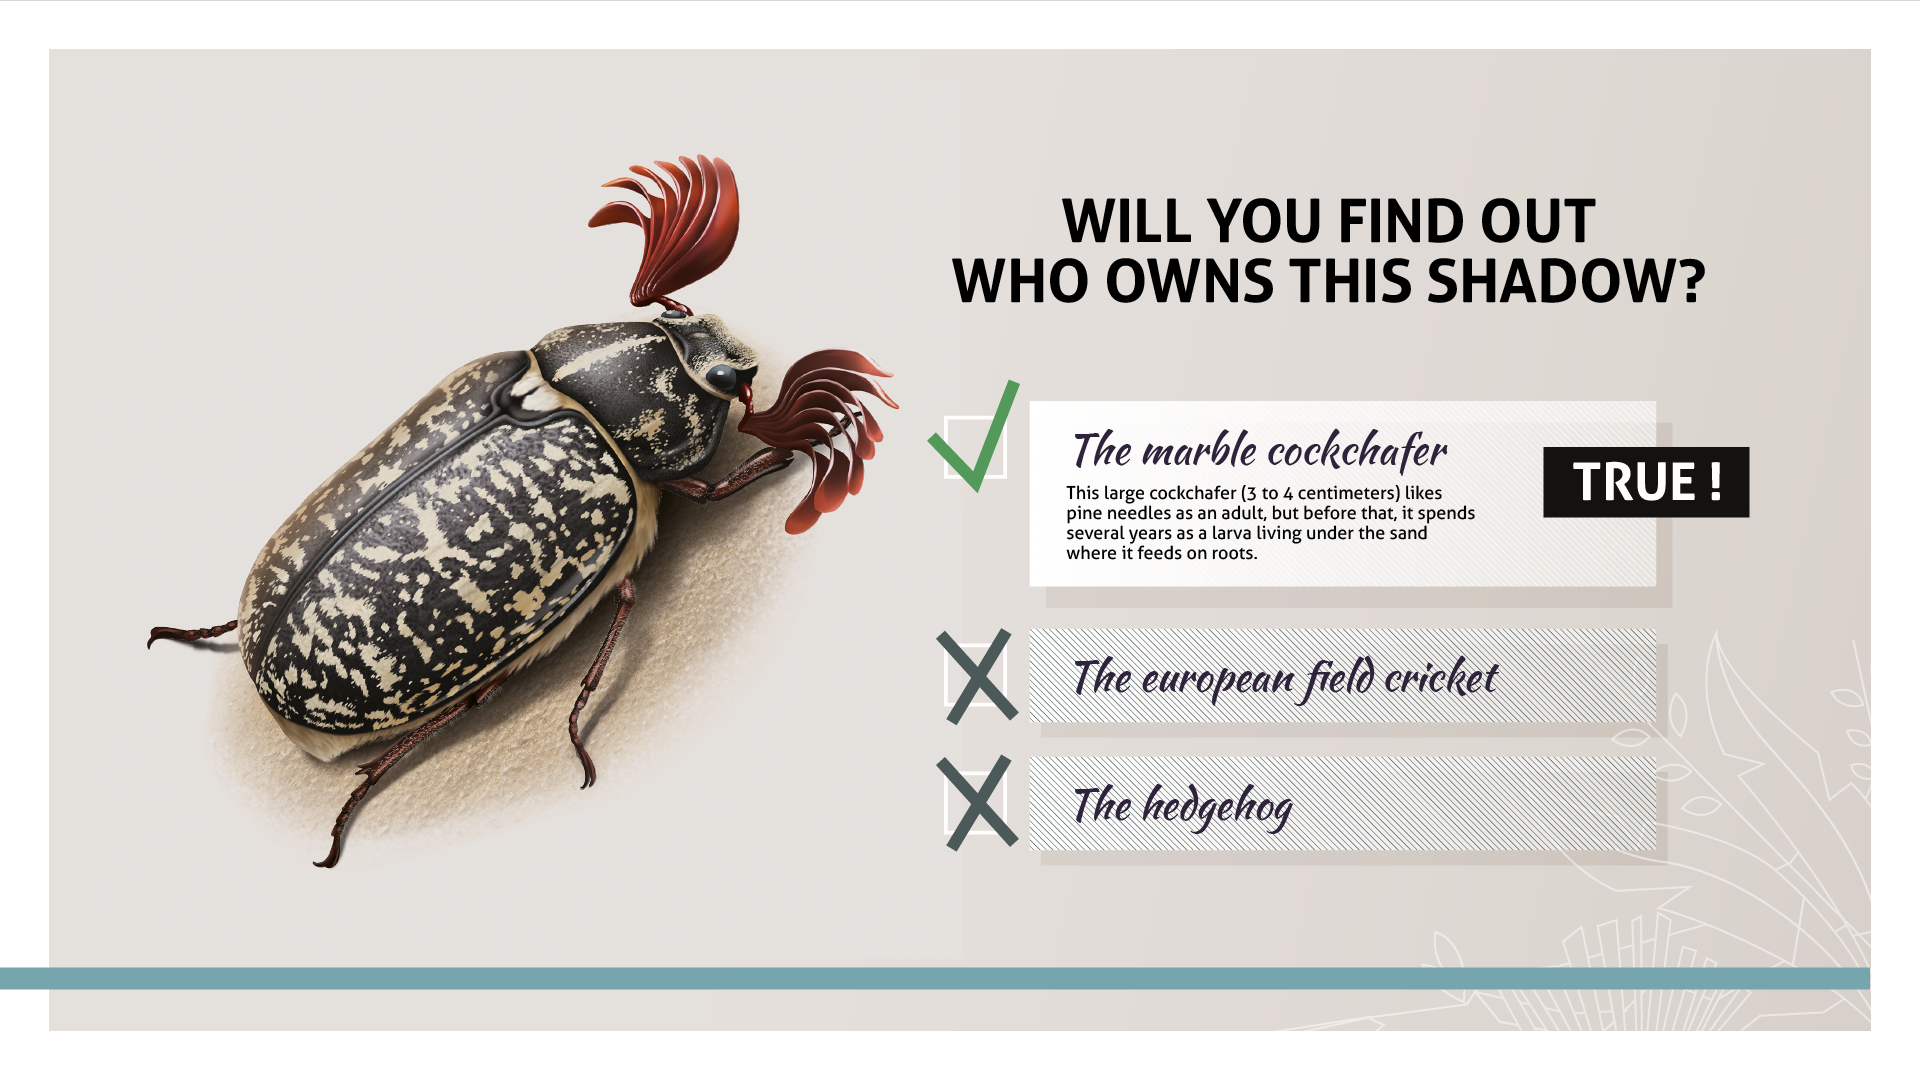 WILL YOU FIND OUT
WHO OWNS THIS SHADOW?
The marble cockchafer
This large cockchafer (3 to 4 centimeters) likes
pine needles as an adult, but before that, it spends
several years as a larva living under the sand
where it feeds on roots.
TRUE !
The european field cricket
The hedgehog